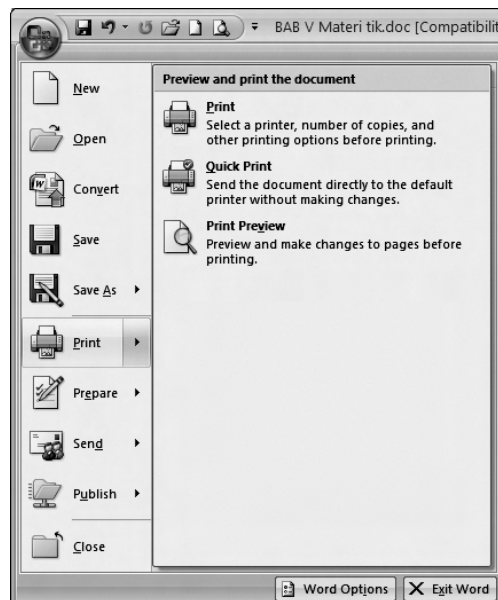 BAB V Materi tik.doc [Compatibilit
New
Open
Convert
Save
Save As
Print
Prepare
Send
Publish
Close
Preview and print the document
Print
Select a printer, number of copies, and
other printing options before printing.
Quick Print
Send the document directly to the default
printer without making changes.
Print Preview
Preview and make changes to pages before
printing.
Word Options
Exit Word